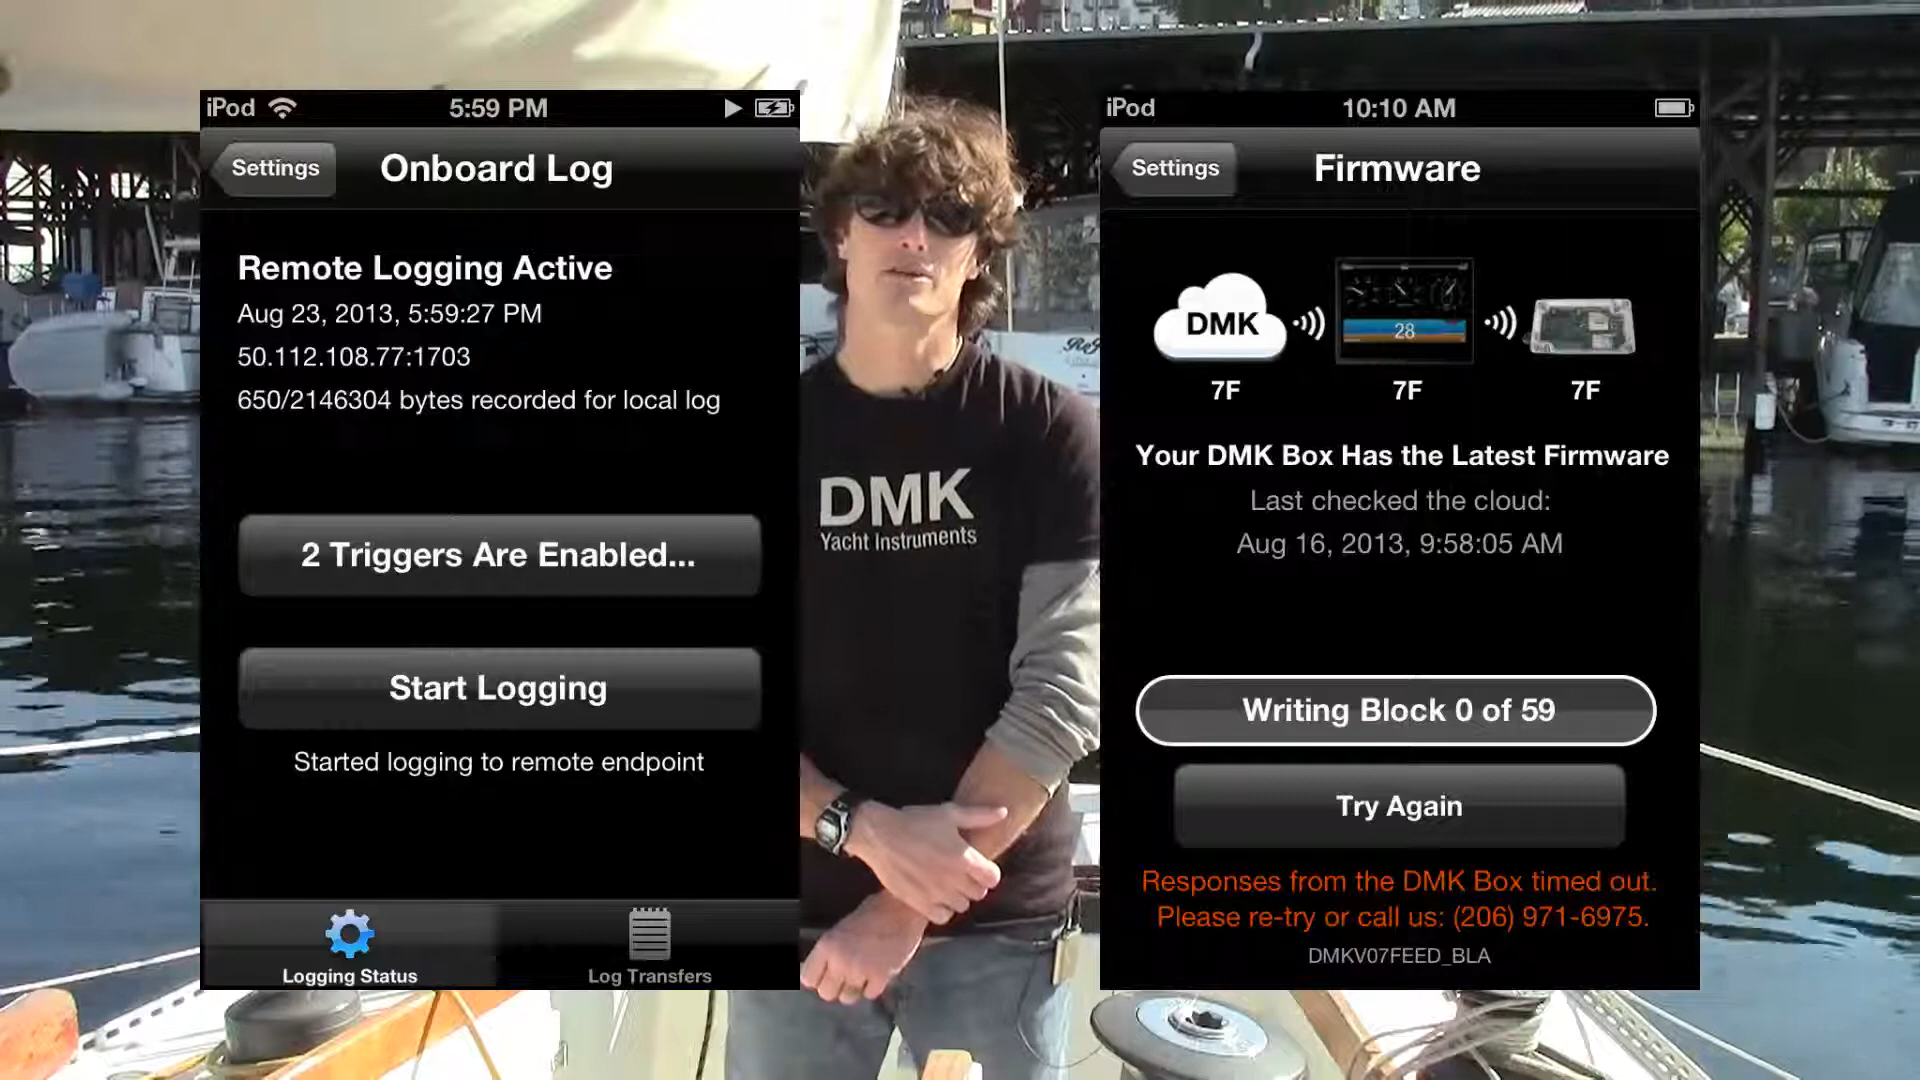 iPod
5:59 PM
Settings
Onboard Log
Remote Logging Active
Aug 23, 2013, 5:59:27 PM
50.112.108.77:1703
650/2146304 bytes recorded for local log
2 Triggers Are Enabled...
Start Logging
Started logging to remote endpoint
Logging Status
Log Transfers
DMK
Yacht Instruments
iPod
10:10 AM
Settings
Firmware
DMK
28
7F
7F
7F
Your DMK Box Has the Latest Firmware
Last checked the cloud:
Aug 16, 2013, 9:58:05 AM
Writing Block 0 of 59
Try Again
Responses from the DMK Box timed out.
Please re-try or call us: (206) 971-6975.
DMKV07FEED_BLA